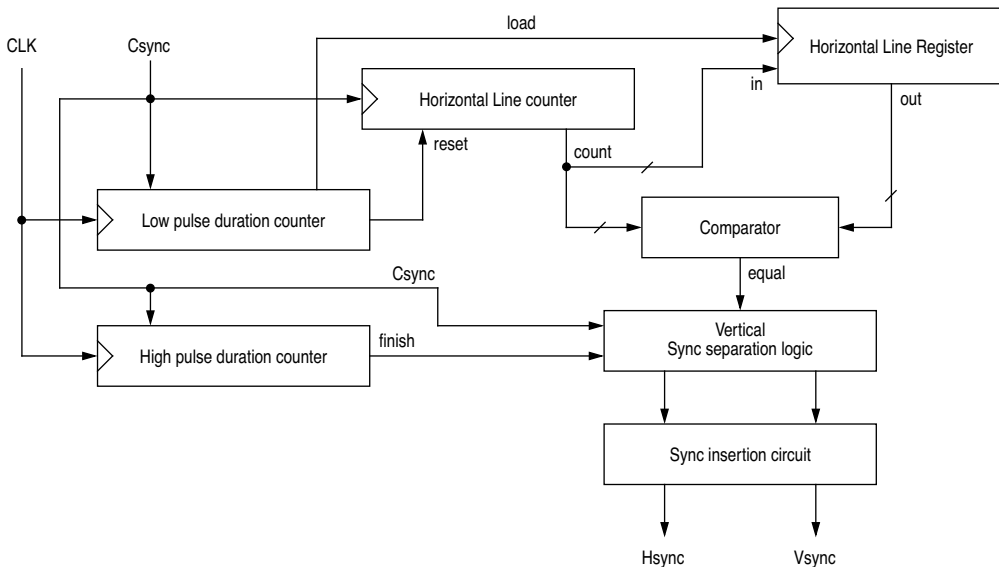 load
CLK
Csync
Horizontal Line Register
Horizontal Line counter
in
out
reset
count
Low pulse duration counter
Comparator
Csync
equal
Vertical
Sync separation logic
finish
High pulse duration counter
Sync insertion circuit
Hsync
Vsync